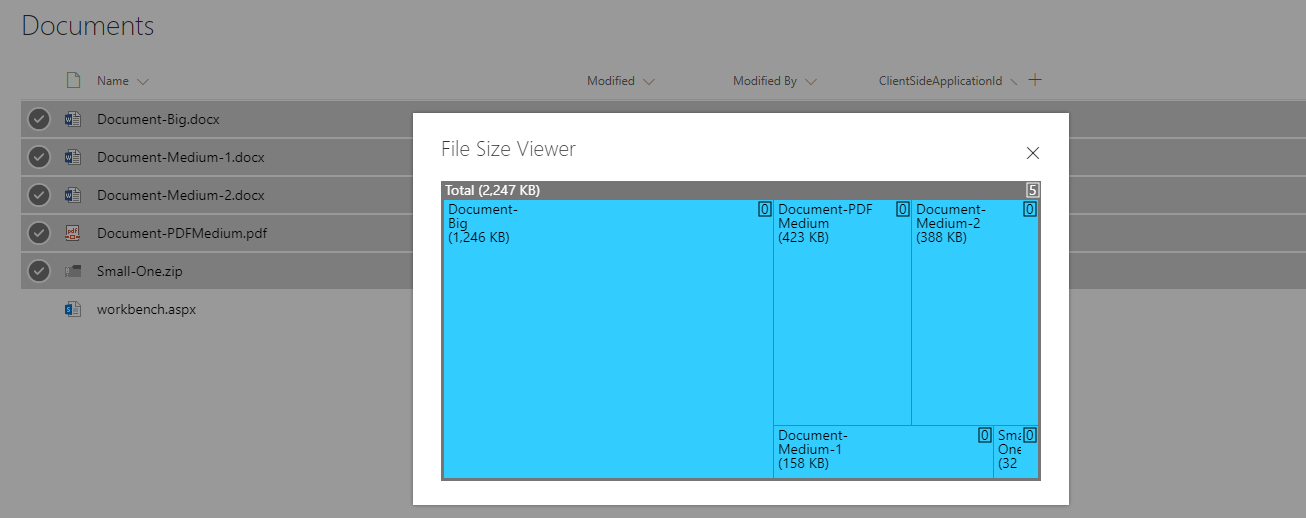 Documents
Name Modified Modified By ClientSideApplicationId
Document-Big.docx
Document-Medium-1.docx
Document-Medium-2.docx
Document-PDFMedium.pdf
Small-One.zip
workbench.aspx
File Size Viewer
Total (2,247 KB) 5
Document- 0
Big
(1,246 KB)
Document-PDF 0
Medium
(423 KB)
Document- 0
Medium-2
(388 KB)
Document- 0
Medium-1
(158 KB)
Sma 0
One
(32